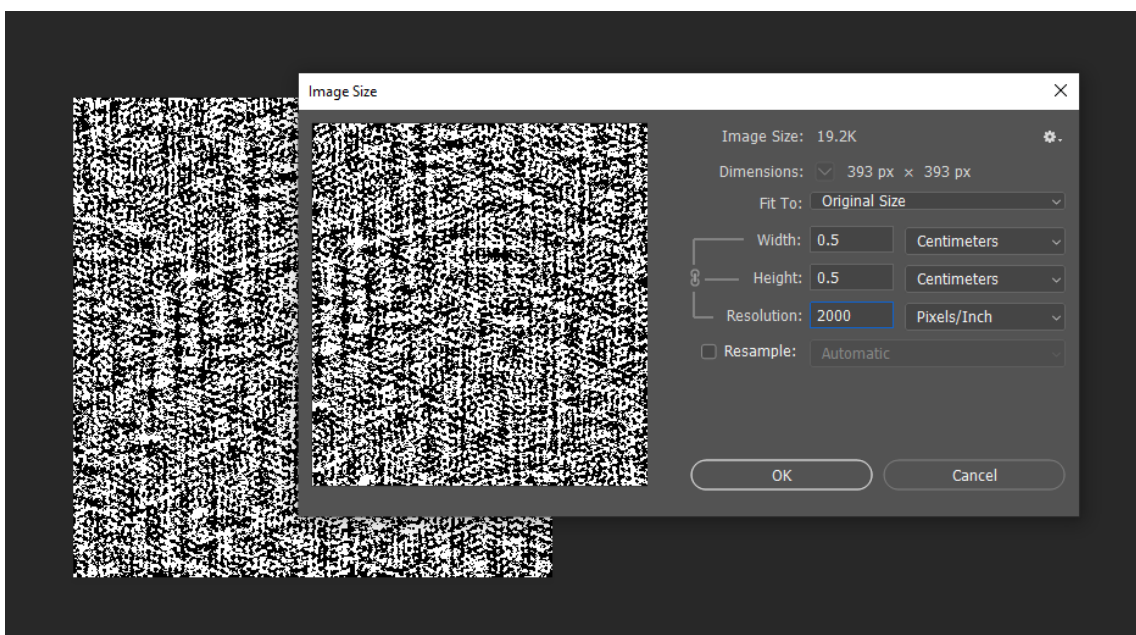 Image Size
Image Size: 19.2K
Dimensions: 393 px × 393 px
Fit To: Original Size
Width: 0.5 Centimeters
Height: 0.5 Centimeters
Resolution: 2000 Pixels/Inch
Resample: Automatic
OK Cancel